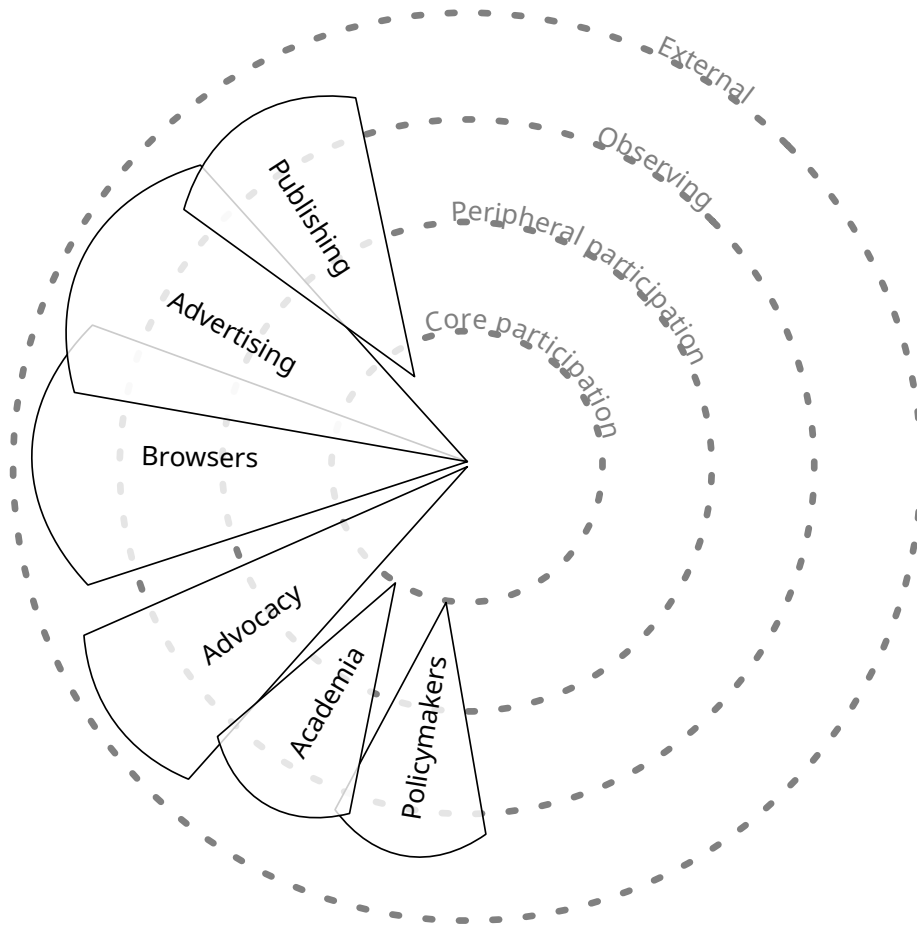 External
Observing
Peripheral participation
Core participation
Publishing
Advertising
Browsers
Advocacy
Academia
Policymakers